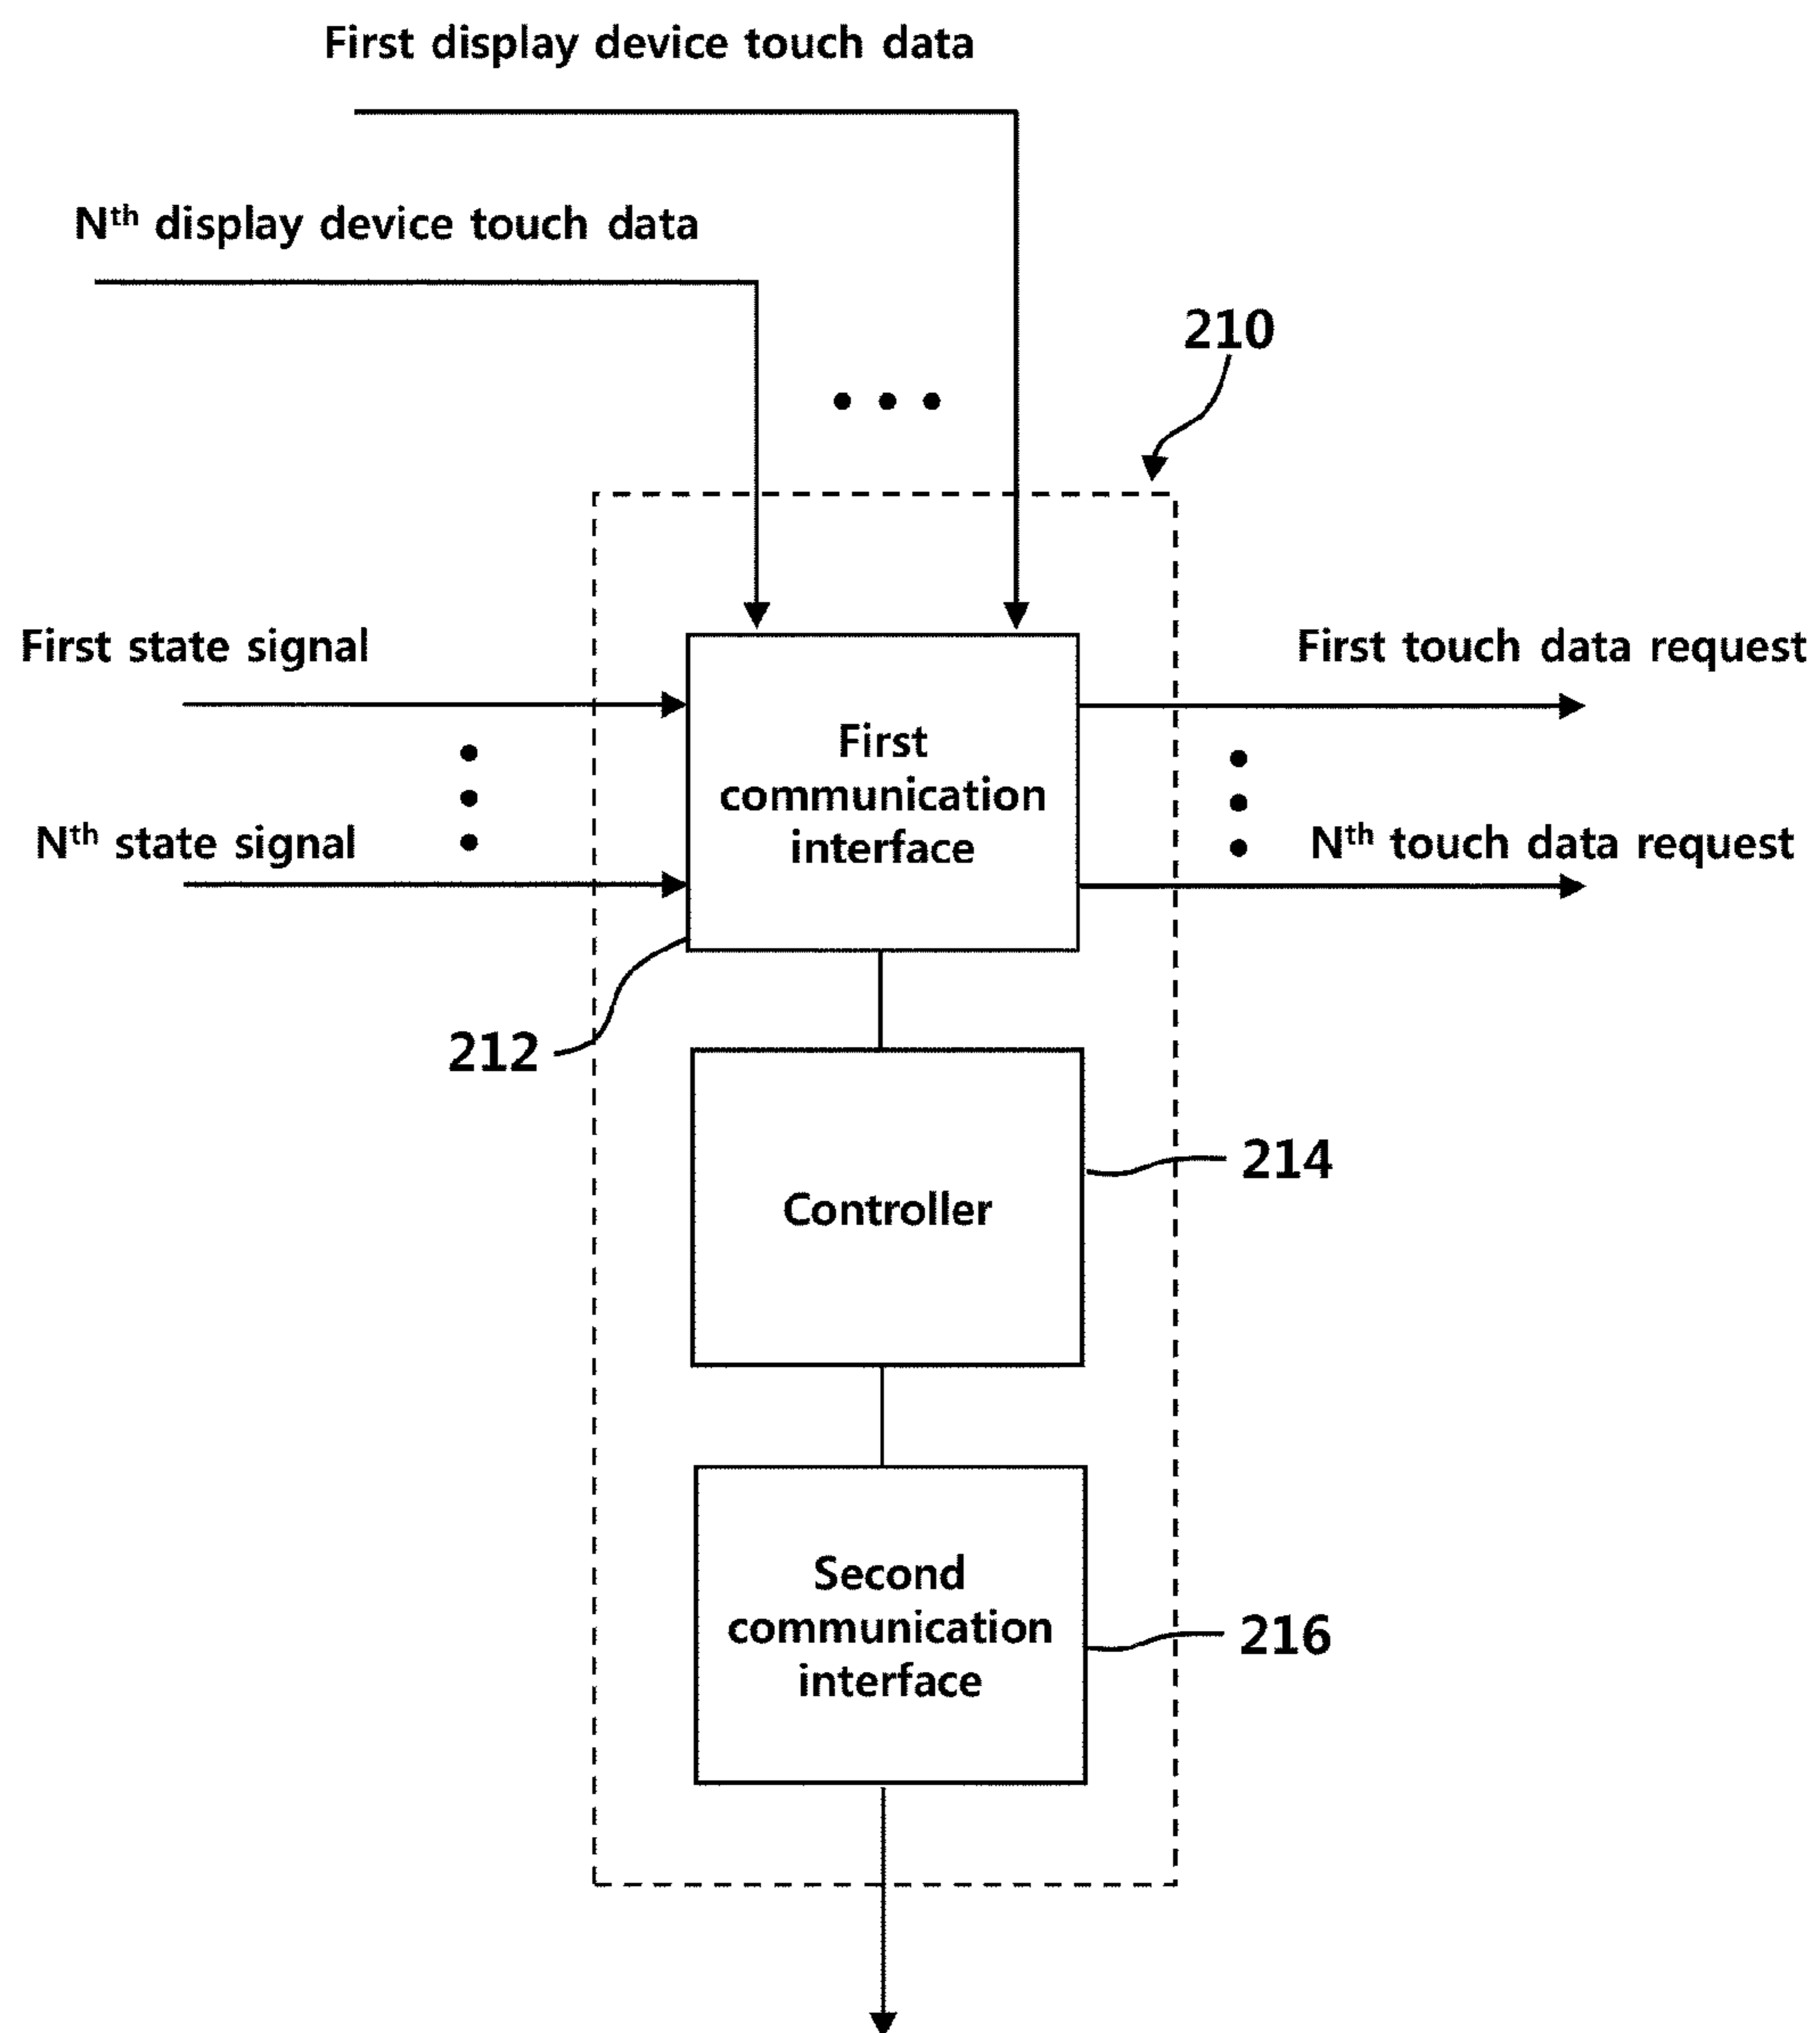 First display device touch data
Nth display device touch data
210
First state signal
First touch data request
First
communication
interface
Nth state signal
Nth touch data request
212
214
Controller
Second
communication
interface
216